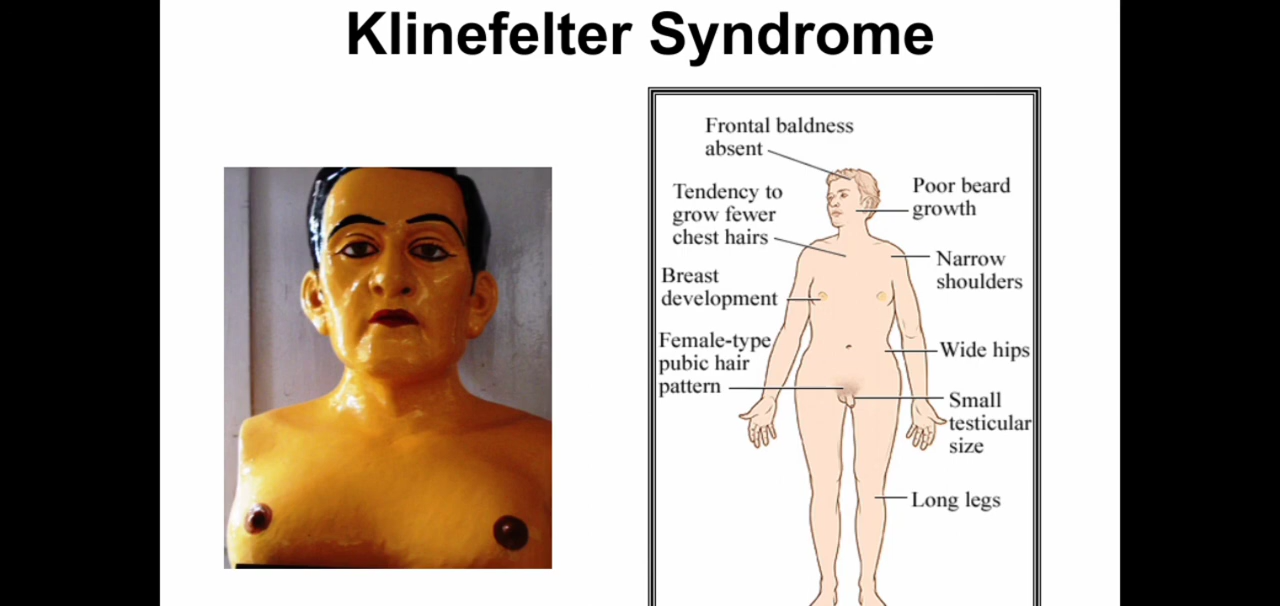 Klinefelter Syndrome
Frontal baldness
absent
Tendency to
grow fewer
chest hairs
Breast
development
Female-type
pubic hair
pattern
Poor beard
growth
Narrow
shoulders
Wide hips
Small
testicular
size
Long legs